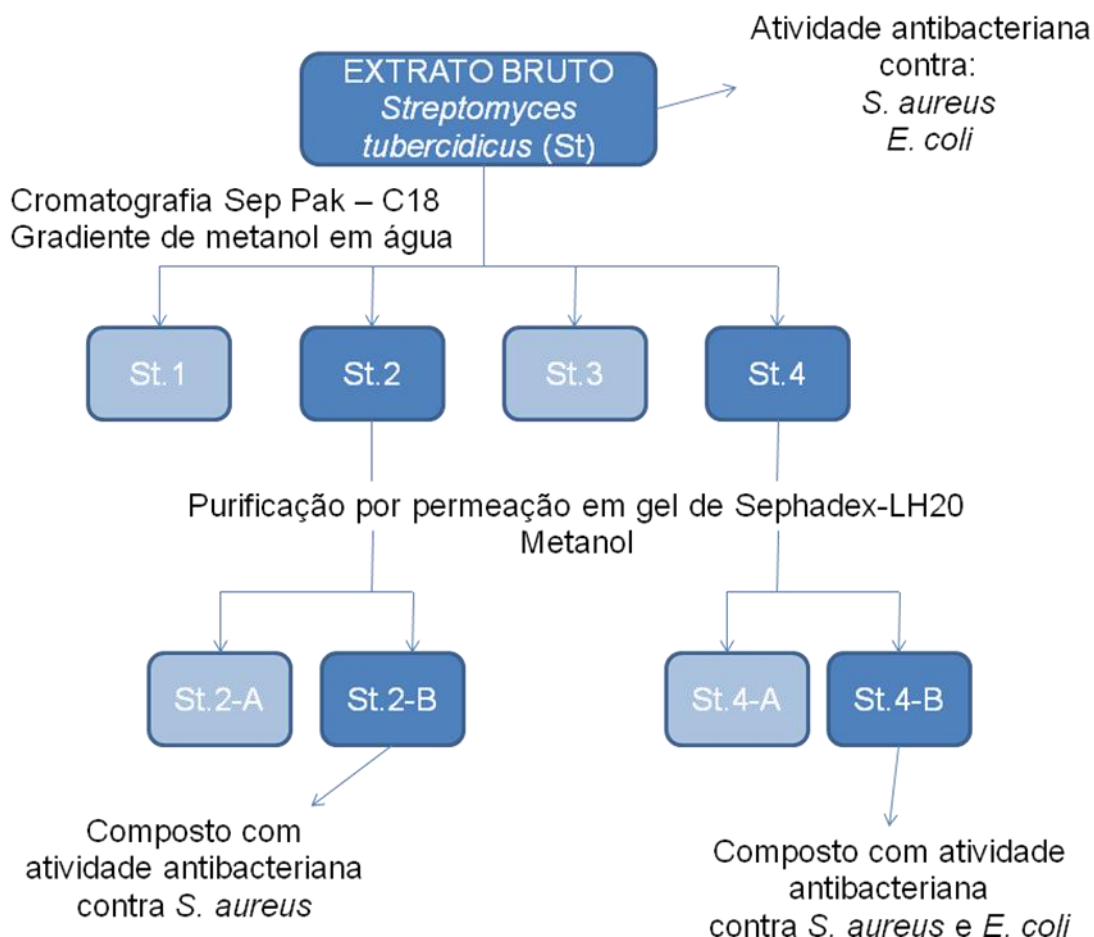 Atividade antibacteriana
contra:
S. aureus
E. coli
EXTRATO BRUTO
Streptomyces
tubercidicus (St)
Cromatografia Sep Pak – C18
Gradiente de metanol em água
St.1
St.2
St.3
St.4
Purificação por permeação em gel de Sephadex-LH20
Metanol
St.2-A
St.2-B
St.4-A
St.4-B
Composto com
atividade antibacteriana
contra S. aureus
Composto com atividade
antibacteriana
contra S. aureus e E. coli